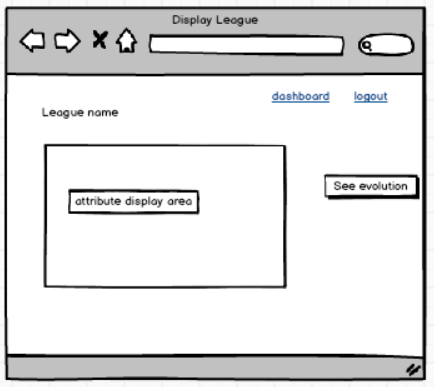 Display League
dashboard logout
League name
See evolution
attribute display area